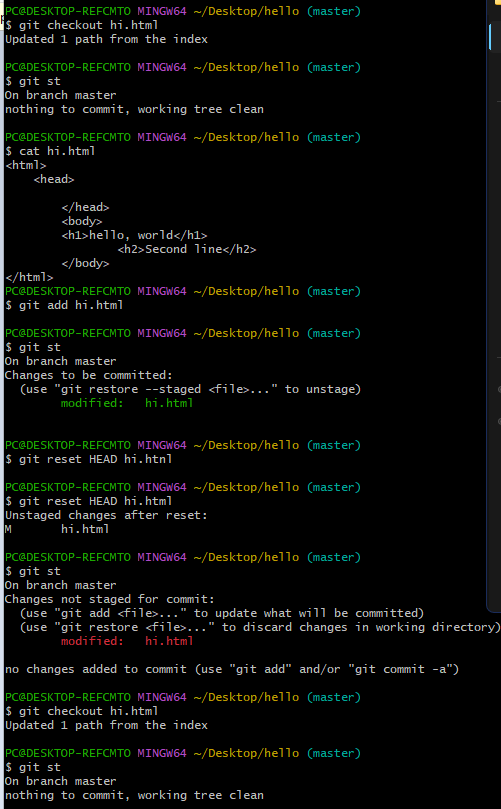 PC@DESKTOP-REFCMTO MINGW64 ~/Desktop/hello (master)
$ git checkout hi.html
Updated 1 path from the index

PC@DESKTOP-REFCMTO MINGW64 ~/Desktop/hello (master)
$ git st
On branch master
nothing to commit, working tree clean

PC@DESKTOP-REFCMTO MINGW64 ~/Desktop/hello (master)
$ cat hi.html
<html>
    <head>

        </head>
        <body>
        <h1>hello, world</h1>
                <h2>Second line</h2>
        </body>
</html>
PC@DESKTOP-REFCMTO MINGW64 ~/Desktop/hello (master)
$ git add hi.html

PC@DESKTOP-REFCMTO MINGW64 ~/Desktop/hello (master)
$ git st
On branch master
Changes to be committed:
  (use "git restore --staged <file>..." to unstage)
        modified:   hi.html


PC@DESKTOP-REFCMTO MINGW64 ~/Desktop/hello (master)
$ git reset HEAD hi.htnl

PC@DESKTOP-REFCMTO MINGW64 ~/Desktop/hello (master)
$ git reset HEAD hi.html
Unstaged changes after reset:
M       hi.html

PC@DESKTOP-REFCMTO MINGW64 ~/Desktop/hello (master)
$ git st
On branch master
Changes not staged for commit:
  (use "git add <file>..." to update what will be committed)
  (use "git restore <file>..." to discard changes in working directory)
        modified:   hi.html

no changes added to commit (use "git add" and/or "git commit -a")

PC@DESKTOP-REFCMTO MINGW64 ~/Desktop/hello (master)
$ git checkout hi.html
Updated 1 path from the index

PC@DESKTOP-REFCMTO MINGW64 ~/Desktop/hello (master)
$ git st
On branch master
nothing to commit, working tree clean